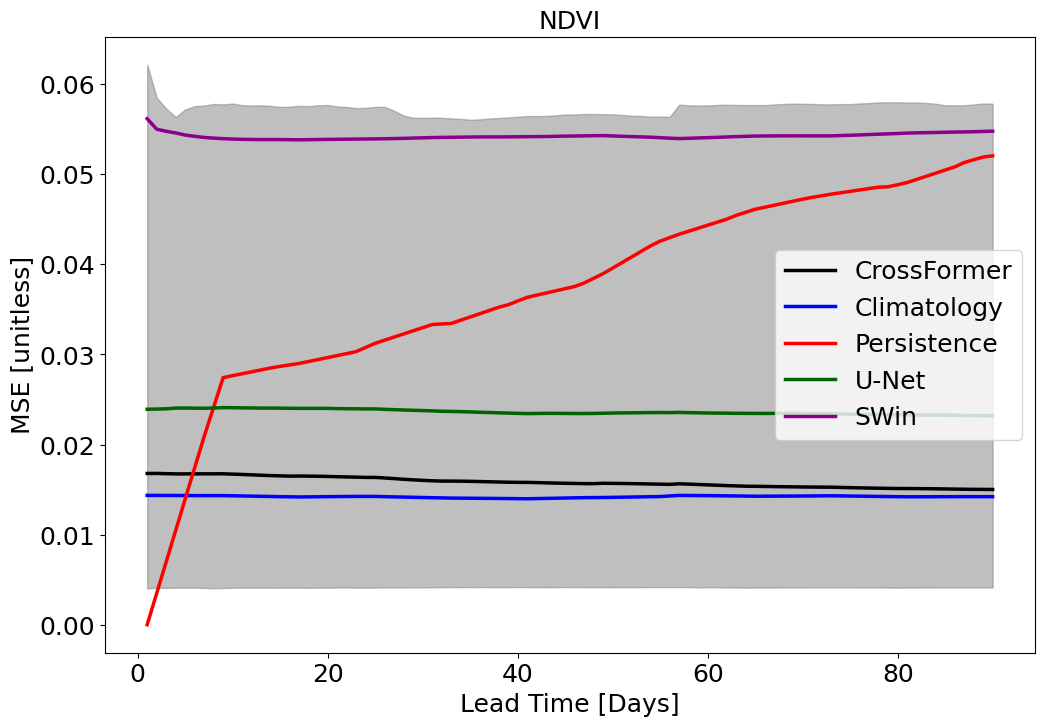 NDVI
MSE [unitless]
0.06
0.05
0.04
0.03
0.02
0.01
0.00
CrossFormer
Climatology
Persistence
U-Net
SWin
0 20 40 60 80
Lead Time [Days]